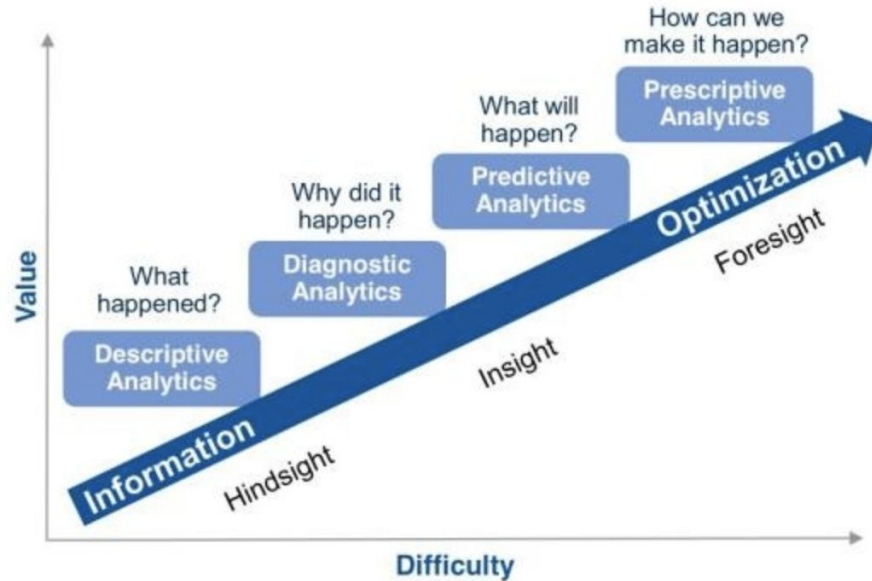 How can we
make it happen?
Prescriptive
Analytics
What will
happen?
Predictive
Analytics
Why did it
happen?
Diagnostic
Analytics
What
happened?
Descriptive
Analytics
Value
Information
Optimization
Hindsight
Insight
Foresight
Difficulty